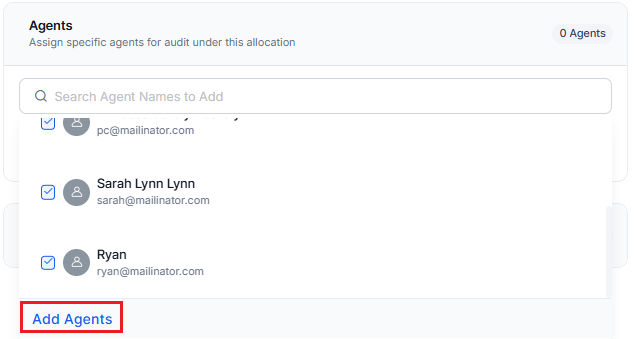 Agents
Assign specific agents for audit under this allocation
0 Agents
Search Agent Names to Add
pc@mailinator.com
Sarah Lynn Lynn
sarah@mailinator.com
Ryan
ryan@mailinator.com
Add Agents